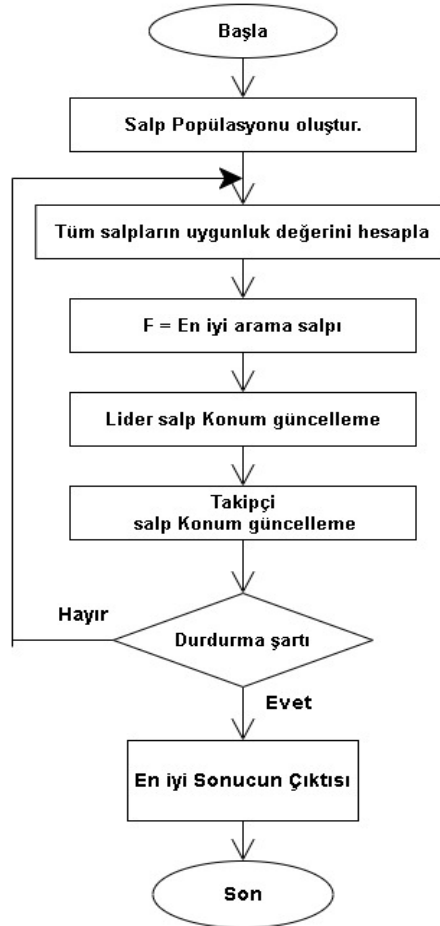 Başla
Salp Popülasyonu oluştur.
Tüm salpların uygunluk değerini hesapla
F = En iyi arama salpı
Lider salp Konum güncelleme
Takipçi
salp Konum güncelleme
Hayır
Durdurma şartı
Evet
En iyi Sonucun Çıktısı
Son